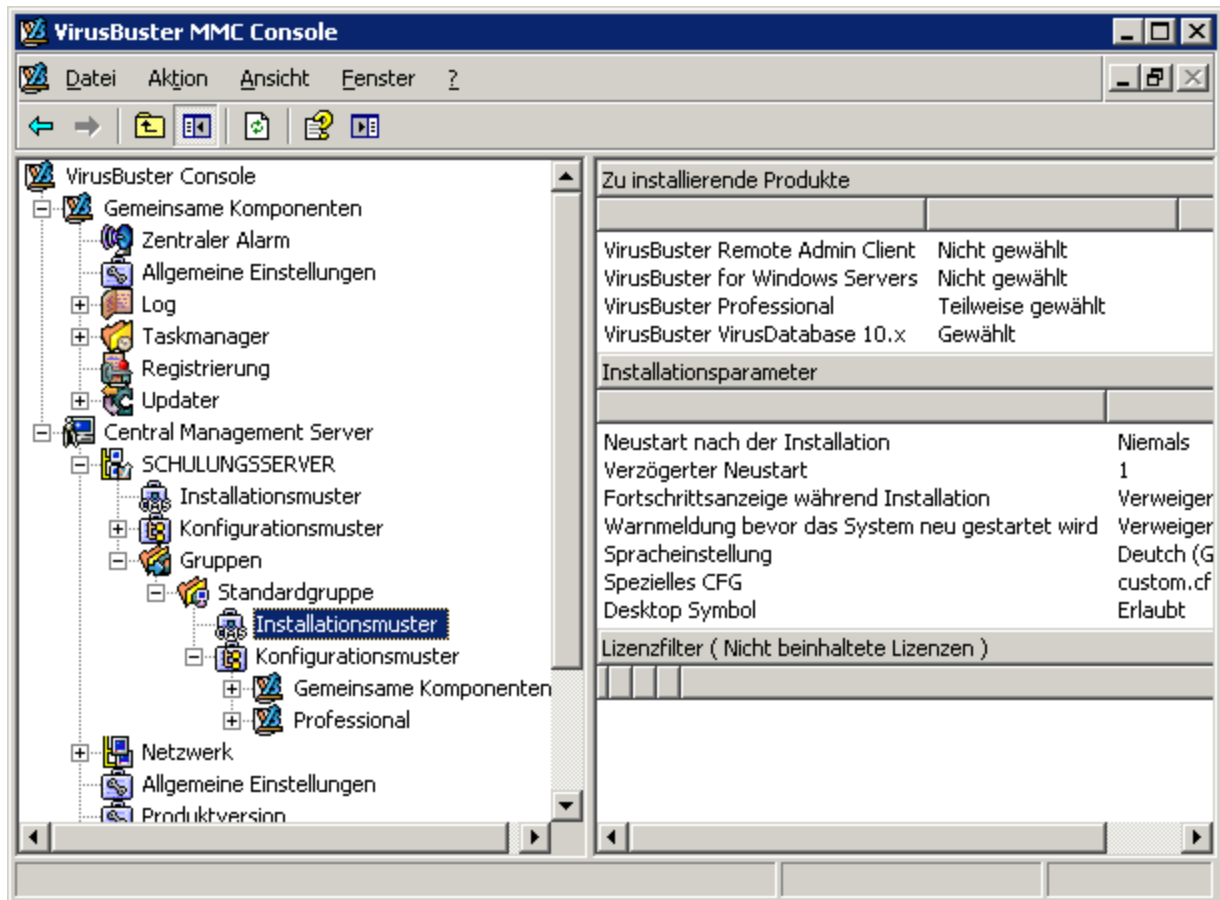 VirusBuster MMC Console
Datei Aktion Ansicht Fenster ?
VirusBuster Console
Gemeinsame Komponenten
Zentraler Alarm
Allgemeine Einstellungen
Log
Taskmanager
Registrierung
Updater
Central Management Server
SCHULUNGSSERVER
Installationsmuster
Konfigurationsmuster
Gruppen
Standardgruppe
Installationsmuster
Konfigurationsmuster
Gemeinsame Komponenten
Professional
Netzwerk
Allgemeine Einstellungen
Produktversion
Zu installierende Produkte
VirusBuster Remote Admin Client Nicht gewählt
VirusBuster for Windows Servers Nicht gewählt
VirusBuster Professional Teilweise gewählt
VirusBuster VirusDatabase 10.x Gewählt
Installationsparameter
Neustart nach der Installation Niemals
Verzögerter Neustart 1
Fortschrittsanzeige während Installation Verweiger
Warnmeldung bevor das System neu gestartet wird Verweiger
Spracheinstellung Deutch (G
Spezielles CFG custom.cf
Desktop Symbol Erlaubt
Lizenzfilter ( Nicht beinhaltete Lizenzen )